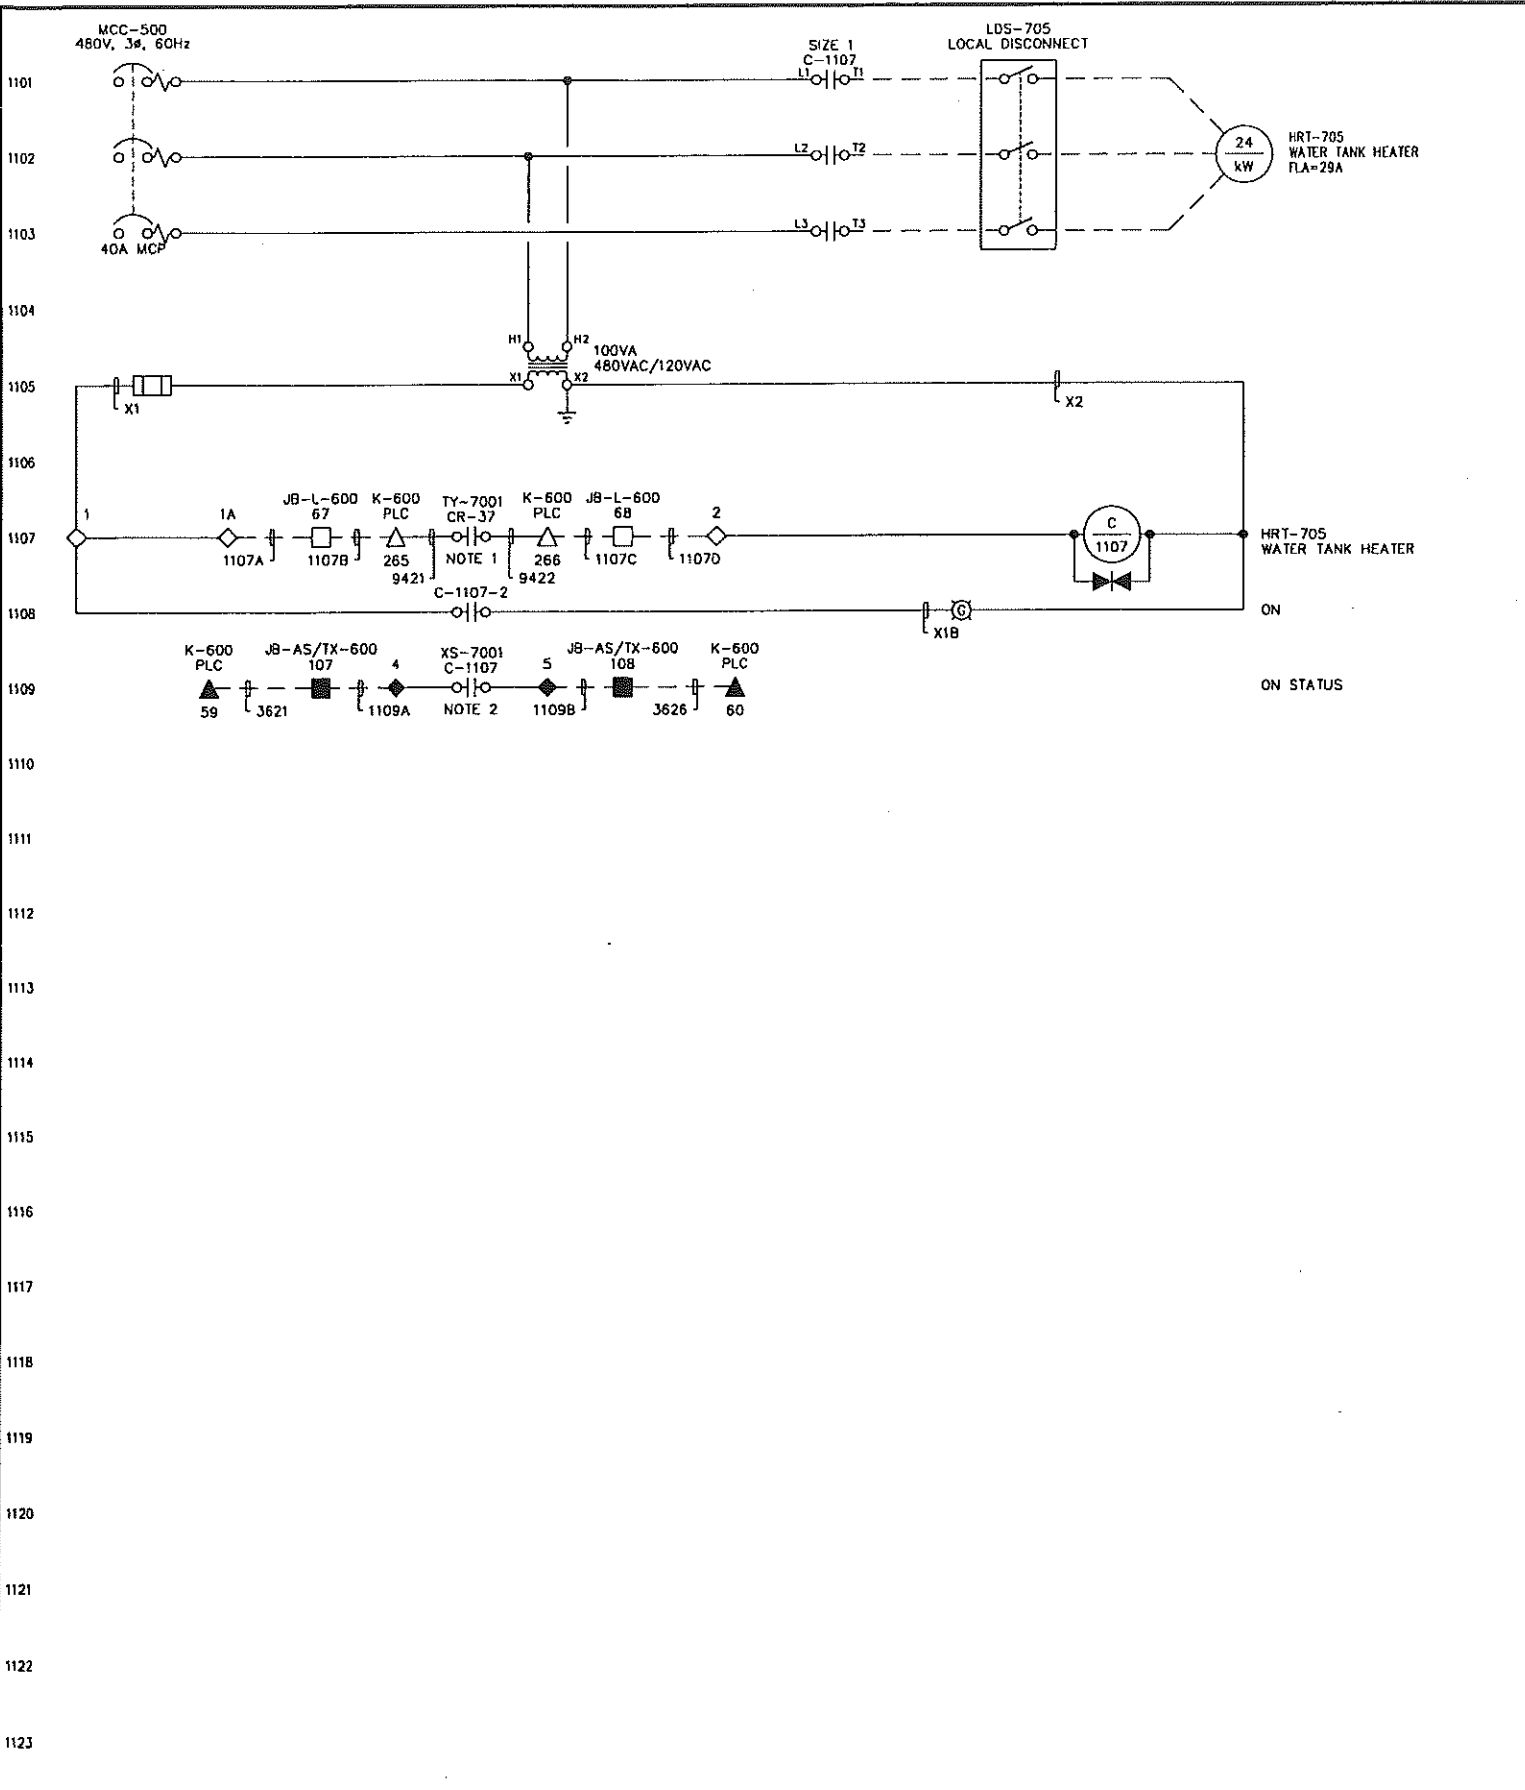 MCC-500
480V, 3ø, 60Hz
LDS-705
LOCAL DISCONNECT
SIZE 1
C-1107
1101
L1
T1
1102
L2
T2
24
kW
HRT-705
WATER TANK HEATER
FLA=29A
1103
L3
T3
40A MCP
1104
H1
H2
100VA
480VAC/120VAC
1105
X1
X1
X2
X2
1106
1107
1
1A
1107A
JB-L-600
67
1107B
K-600
PLC
265
9421
TY-7001
CR-37
NOTE 1
9422
K-600
PLC
266
JB-L-600
68
1107C
1107D
2
C
1107
HRT-705
WATER TANK HEATER
1108
C-1107-2
X1B
G
ON
1109
K-600
PLC
59
3621
JB-AS/TX-600
107
1109A
4
XS-7001
C-1107
NOTE 2
5
1109B
JB-AS/TX-600
108
3626
K-600
PLC
60
ON STATUS
1110
1111
1112
1113
1114
1115
1116
1117
1118
1119
1120
1121
1122
1123